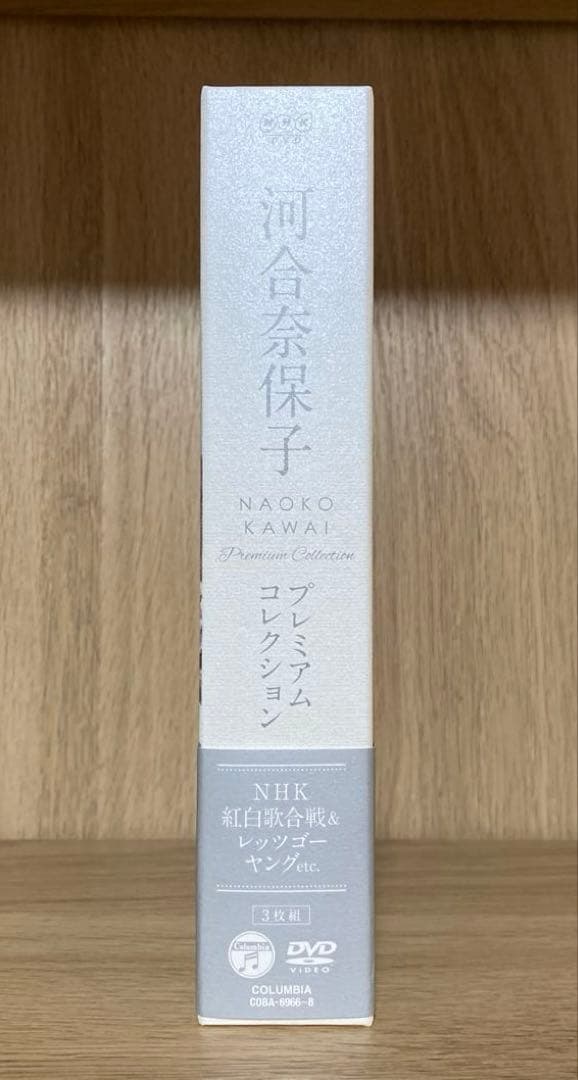 NHK
DVD
河合奈保子
NAOKO
KAWAI
Premium Collection
プレミアム
コレクション
NHK
紅白歌合戦&
レッツゴー
ヤングetc.
3枚組
Columbia
DVD
VIDEO
COLUMBIA
COBA-6966-8